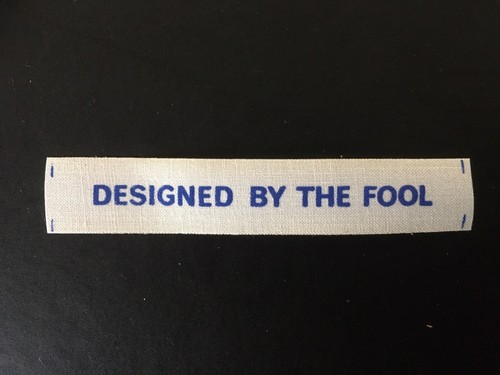 DESIGNED BY THE FOOL